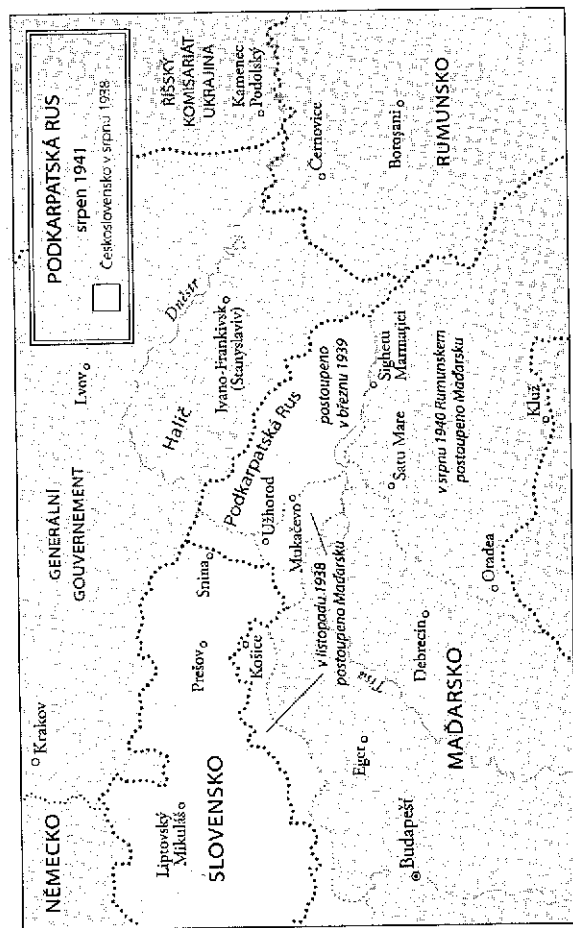 PODKARPATSKÁ RUS
srpen 1941
Československo v srpnu 1938
NĚMECKO
Krakov
GENERÁLNÍ
GOUVERNEMENT
Lvov
ŘÍŠSKÝ
KOMISARIÁT
UKRAJINA
Kamenec
Podolský
Liptovský
Mikuláš
SLOVENSKO
Prešov
Snina
Košice
Halič
Dněstr
Ivano-Frankivsk
(Stanyslaviv)
Podkarpatská Rus
Užhorod
Mukačevo
postoupeno
v březnu 1939
Černovice
Borosani
RUMUNSKO
v listopadu 1938
postoupeno Maďarsku
Sighetu
Marmaţiei
Satu Mare
v srpnu 1940 Rumunskem
postoupeno Maďarsku
Eger
Tisa
Debrecín
Budapešť
MAĎARSKO
Oradea
Kluž